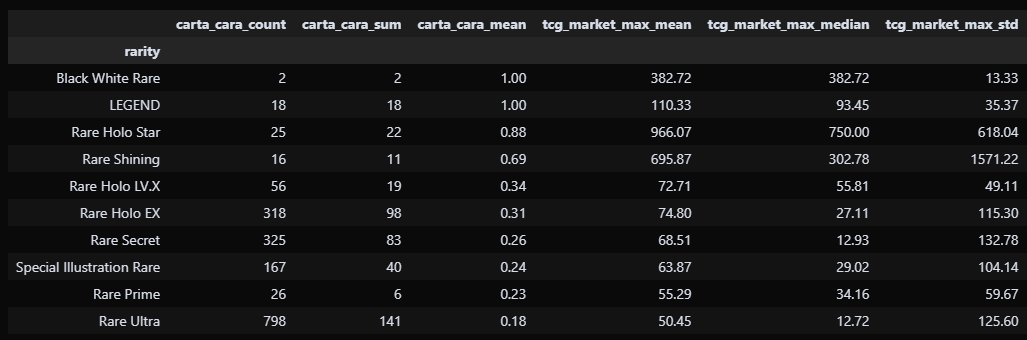 carta_cara_count carta_cara_sum carta_cara_mean tcg_market_max_mean tcg_market_max_median tcg_market_max_std
rarity
Black White Rare 2 2 1.00 382.72 382.72 13.33
LEGEND 18 18 1.00 110.33 93.45 35.37
Rare Holo Star 25 22 0.88 966.07 750.00 618.04
Rare Shining 16 11 0.69 695.87 302.78 1571.22
Rare Holo LV.X 56 19 0.34 72.71 55.81 49.11
Rare Holo EX 318 98 0.31 74.80 27.11 115.30
Rare Secret 325 83 0.26 68.51 12.93 132.78
Special Illustration Rare 167 40 0.24 63.87 29.02 104.14
Rare Prime 26 6 0.23 55.29 34.16 59.67
Rare Ultra 798 141 0.18 50.45 12.72 125.60